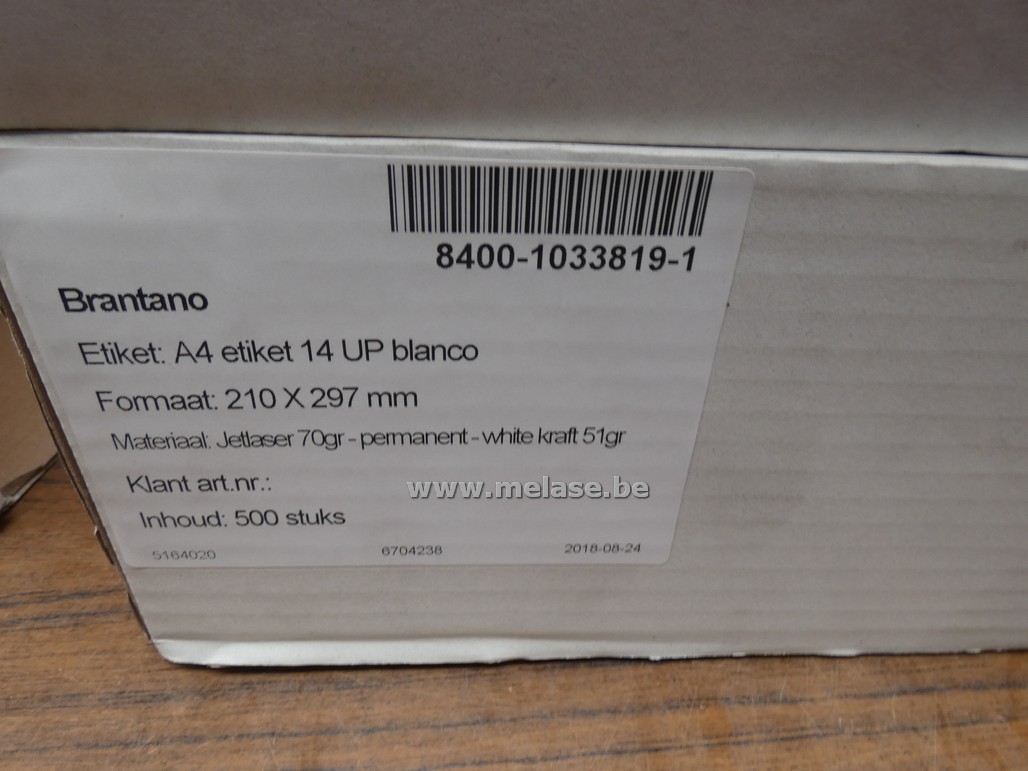 8400-1033819-1
Brantano
Etiket: A4 etiket 14 UP blanco
Formaat: 210 X 297 mm
Materiaal: Jetlaser 70gr - permanent - white kraft 51gr
Klant art.nr.:
www.melase.be
Inhoud: 500 stuks
5164020 6704238 2018-08-24